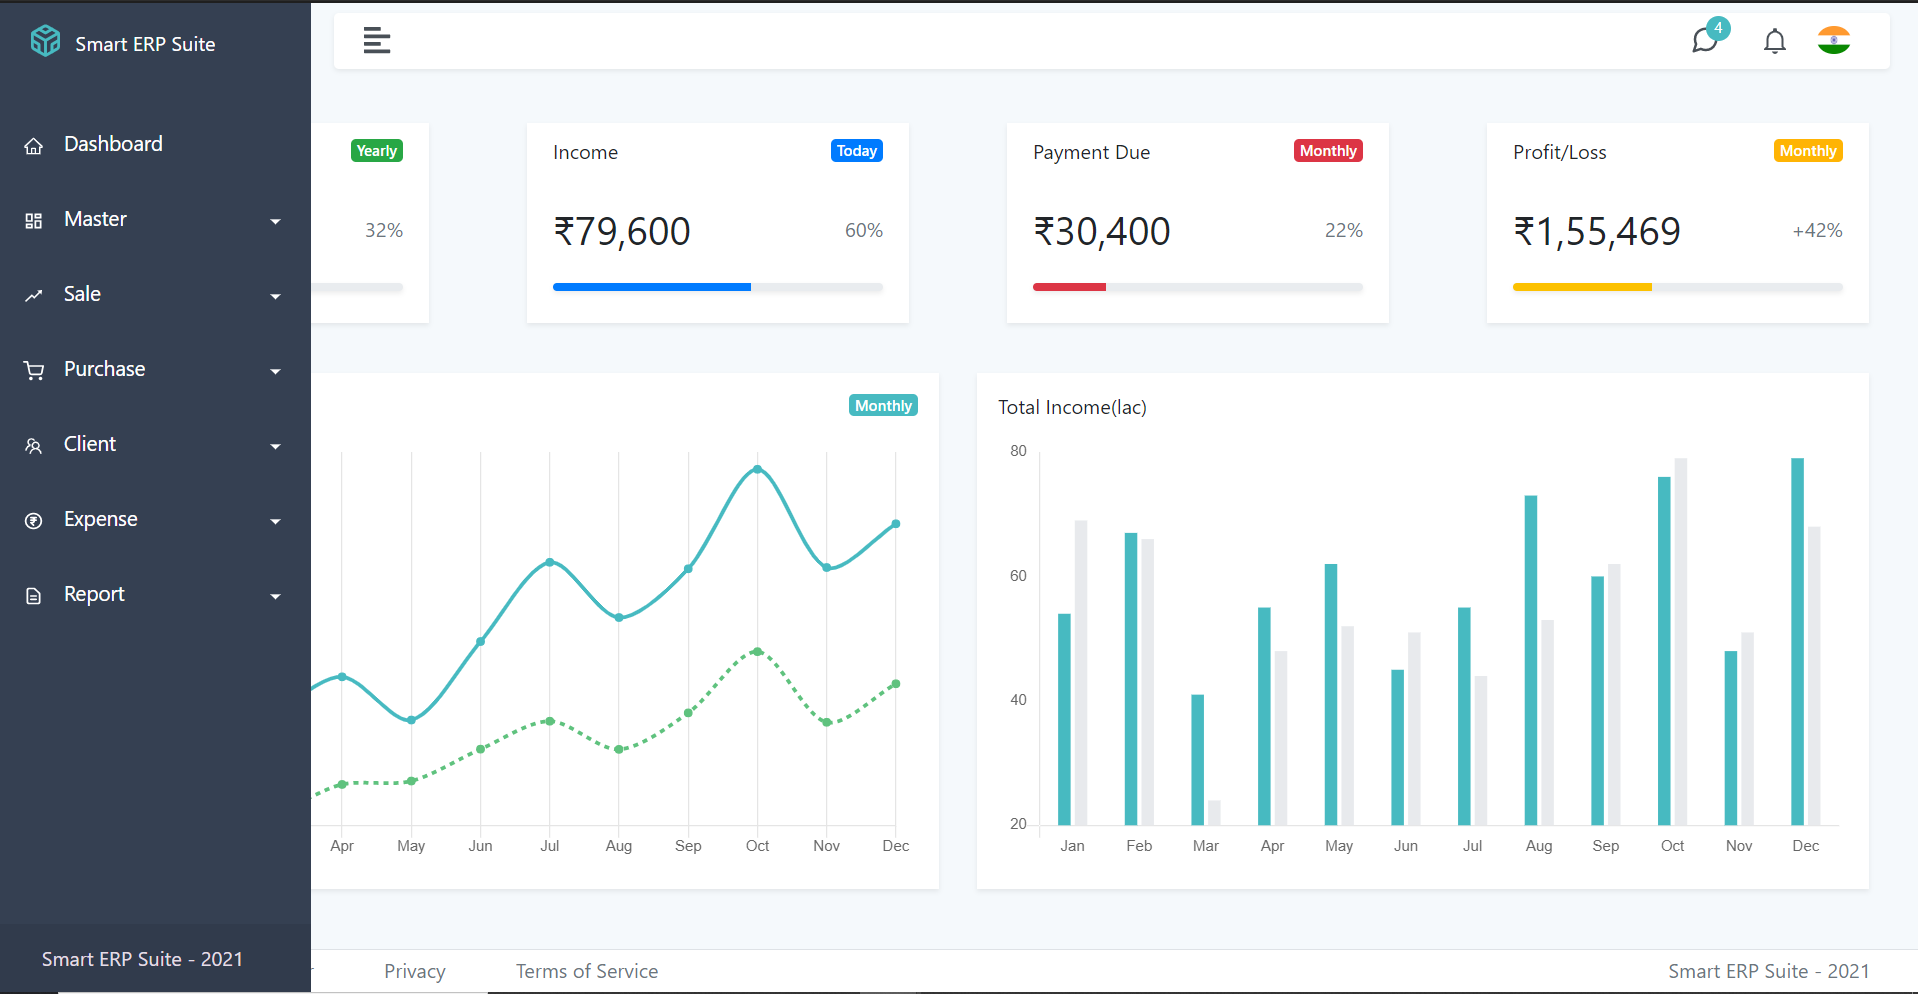 Smart ERP Suite
4
Dashboard
Master
Sale
Purchase
Client
Expense
Report
Smart ERP Suite - 2021
Yearly
32%
Income
Today
₹79,600
60%
Payment Due
Monthly
₹30,400
22%
Profit/Loss
Monthly
₹1,55,469
+42%
Monthly
Apr May Jun Jul Aug Sep Oct Nov Dec
Total Income(lac)
80
60
40
20
Jan Feb Mar Apr May Jun Jul Aug Sep Oct Nov Dec
Privacy
Terms of Service
Smart ERP Suite - 2021